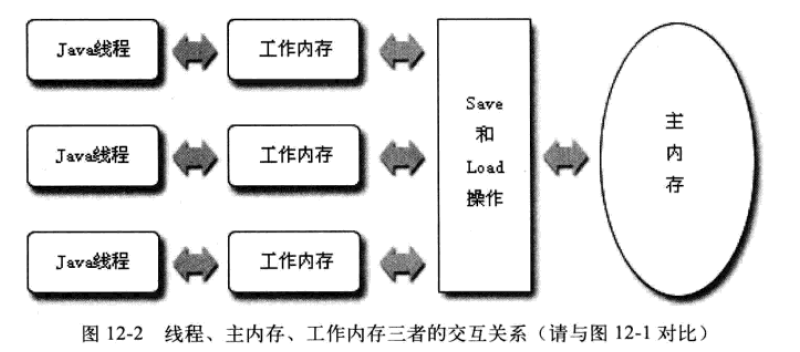 Java线程
工作内存
Java线程
工作内存
Java线程
工作内存
Save
和
Load
操作
主
内
存
图 12-2 线程、主内存、工作内存三者的交互关系（请与图 12-1 对比）